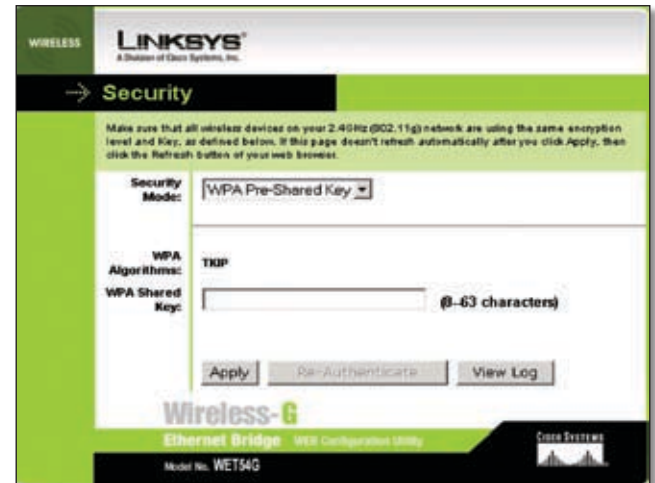 WIRELESS
LINKSYS®
A Division of Cisco Systems, Inc.
Security
Make sure that all wireless devices on your 2.4GHz (802.11g) network are using the same encryption
level and Key, as defined below. If this page doesn't refresh automatically after you click Apply, then
click the Refresh button of your web browser.
Security
Mode:
WPA Pre-Shared Key
WPA
Algorithms:
TKIP
WPA Shared
Key:
(8-63 characters)
Apply
Re-Authenticate
View Log
Wireless-G
Ethernet Bridge WEB Configuration Utility
CISCO SYSTEMS
Model No. WET54G